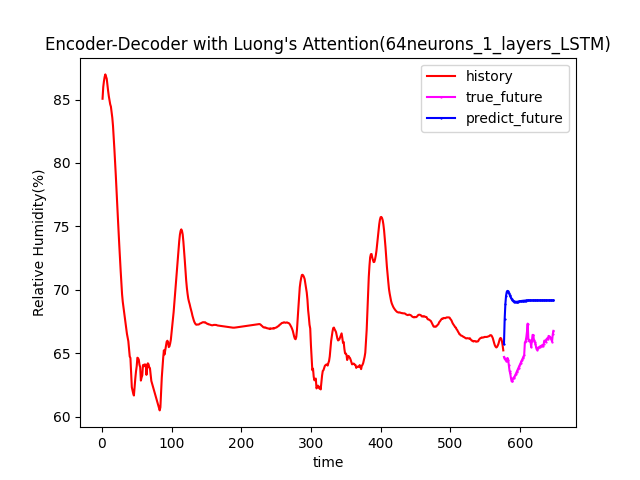 Encoder-Decoder with Luong's Attention(64neurons_1_layers_LSTM)
history
true_future
predict_future
Relative Humidity(%)
85
80
75
70
65
60
0 100 200 300 400 500 600
time